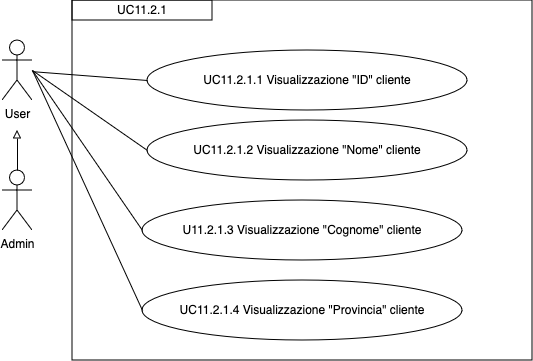 UC11.2.1
UC11.2.1.1 Visualizzazione "ID" cliente
User
UC11.2.1.2 Visualizzazione "Nome" cliente
U11.2.1.3 Visualizzazione "Cognome" cliente
Admin
UC11.2.1.4 Visualizzazione "Provincia" cliente